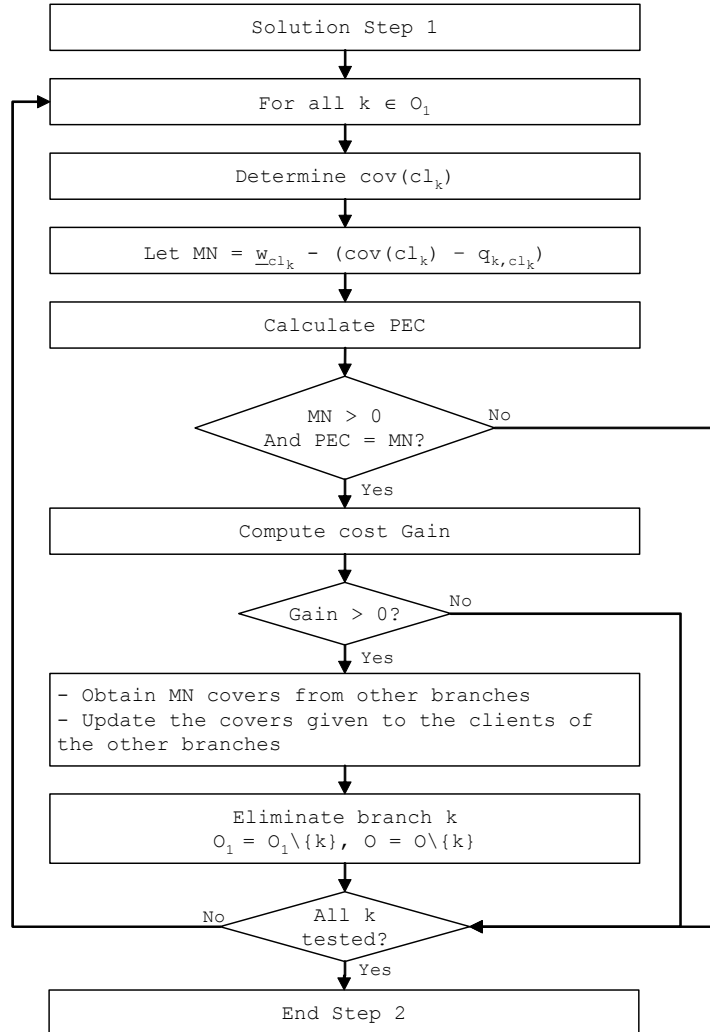 Solution Step 1
For all k ∈ O₁
Determine cov(clₖ)
Let MN = w_clₖ - (cov(clₖ) – qₖ,clₖ)
Calculate PEC
MN > 0
And PEC = MN?
No
Yes
Compute cost Gain
Gain > 0?
No
Yes
- Obtain MN covers from other branches
- Update the covers given to the clients of
the other branches
Eliminate branch k
O₁ = O₁\{k}, O = O\{k}
All k
tested?
No
Yes
End Step 2